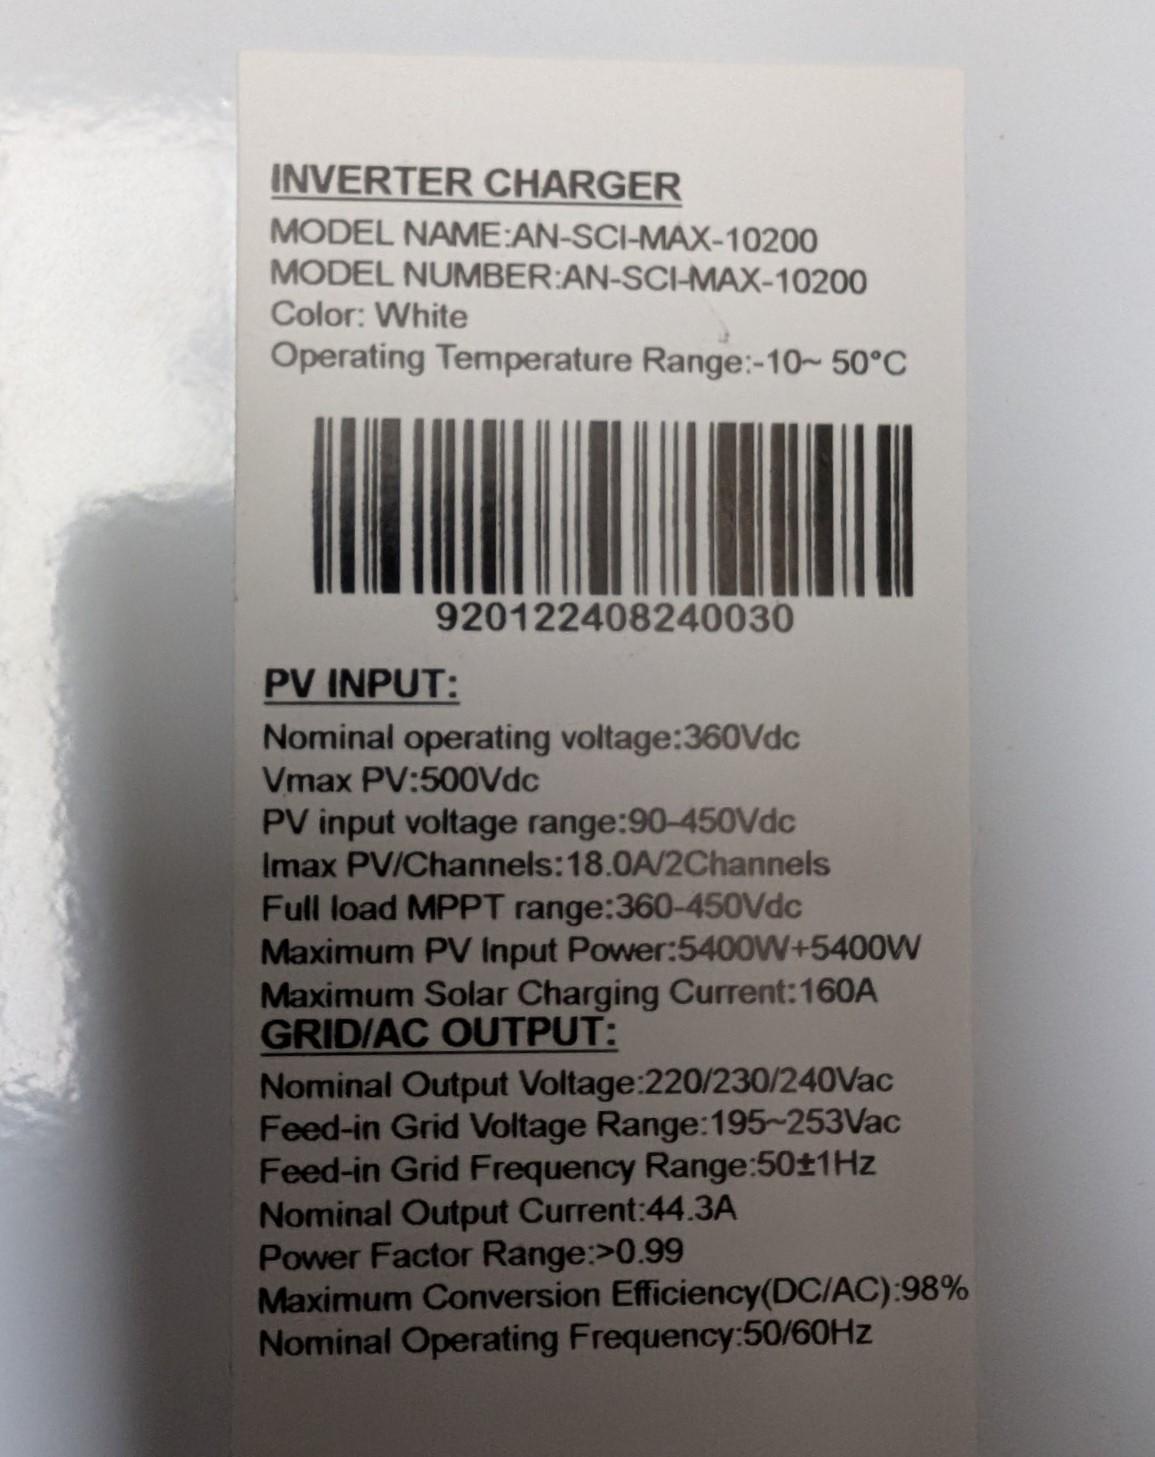 INVERTER CHARGER
MODEL NAME:AN-SCI-MAX-10200
MODEL NUMBER:AN-SCI-MAX-10200
Color: White
Operating Temperature Range:-10~ 50°C
920122408240030
PV INPUT:
Nominal operating voltage:360Vdc
Vmax PV:500Vdc
PV input voltage range:90-450Vdc
Imax PV/Channels:18.0A/2Channels
Full load MPPT range:360-450Vdc
Maximum PV Input Power:5400W+5400W
Maximum Solar Charging Current:160A
GRID/AC OUTPUT:
Nominal Output Voltage:220/230/240Vac
Feed-in Grid Voltage Range:195~253Vac
Feed-in Grid Frequency Range:50±1Hz
Nominal Output Current:44.3A
Power Factor Range:>0.99
Maximum Conversion Efficiency(DC/AC):98%
Nominal Operating Frequency:50/60Hz